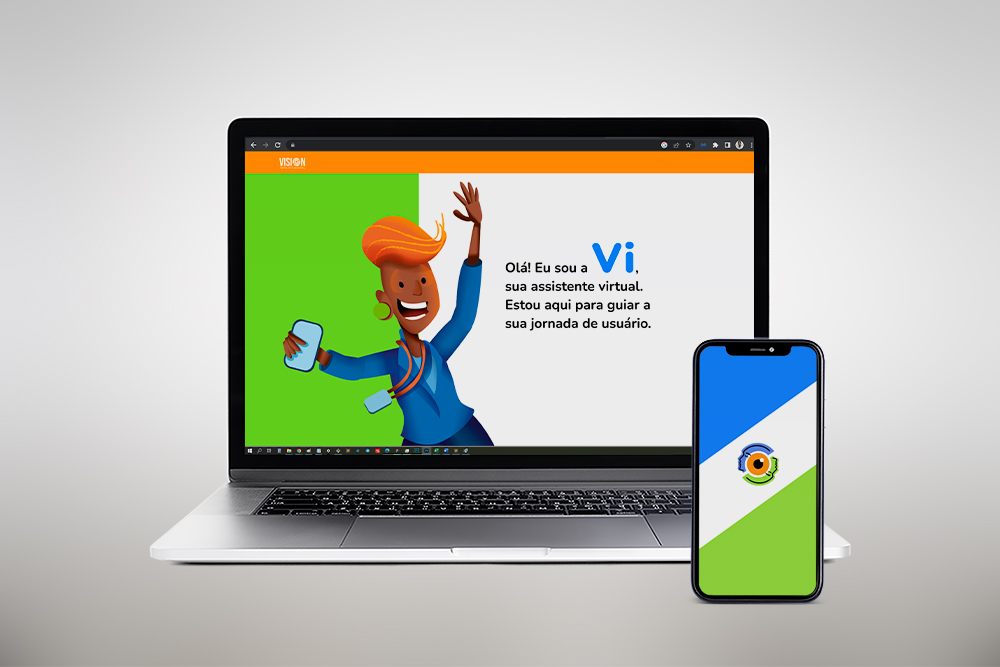 VISION
Olá! Eu sou a Vi,
sua assistente virtual.
Estou aqui para guiar a
sua jornada de usuário.